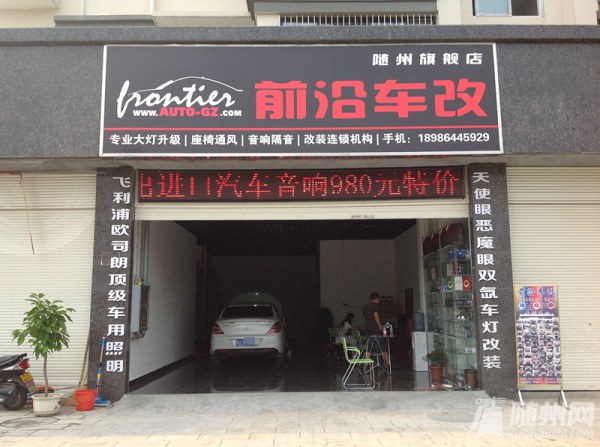 随州旗舰店
frontier
WWW.AUTO-GZ.COM
前沿车改
专业大灯升级 | 座椅通风 | 音响隔音 | 改装连锁机构 | 手机：18986445929
出进口汽车音响980元特价
飞利浦欧司朗顶级车用照明
天使眼恶魔眼双氙车灯改装
随州网